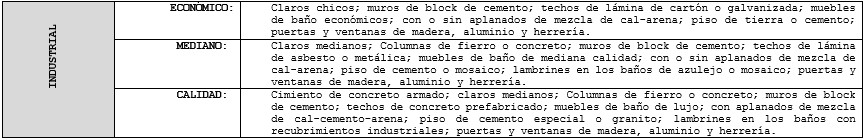 INDUSTRIAL
ECONÓMICO:
Claros chicos; muros de block de cemento; techos de lámina de cartón o galvanizada; muebles
de baño económicos; con o sin aplanados de mezcla de cal-arena; piso de tierra o cemento;
puertas y ventanas de madera, aluminio y herrería.
MEDIANO:
Claros medianos; Columnas de fierro o concreto; muros de block de cemento; techos de lámina
de asbesto o metálica; muebles de baño de mediana calidad; con o sin aplanados de mezcla de
cal-arena; piso de cemento o mosaico; lambrines en los baños de azulejo o mosaico; puertas y
ventanas de madera, aluminio y herrería.
CALIDAD:
Cimiento de concreto armado; claros medianos; Columnas de fierro o concreto; muros de block
de cemento; techos de concreto prefabricado; muebles de baño de lujo; con aplanados de mezcla
de cal-cemento-arena; piso de cemento especial o granito; lambrines en los baños con
recubrimientos industriales; puertas y ventanas de madera, aluminio y herrería.